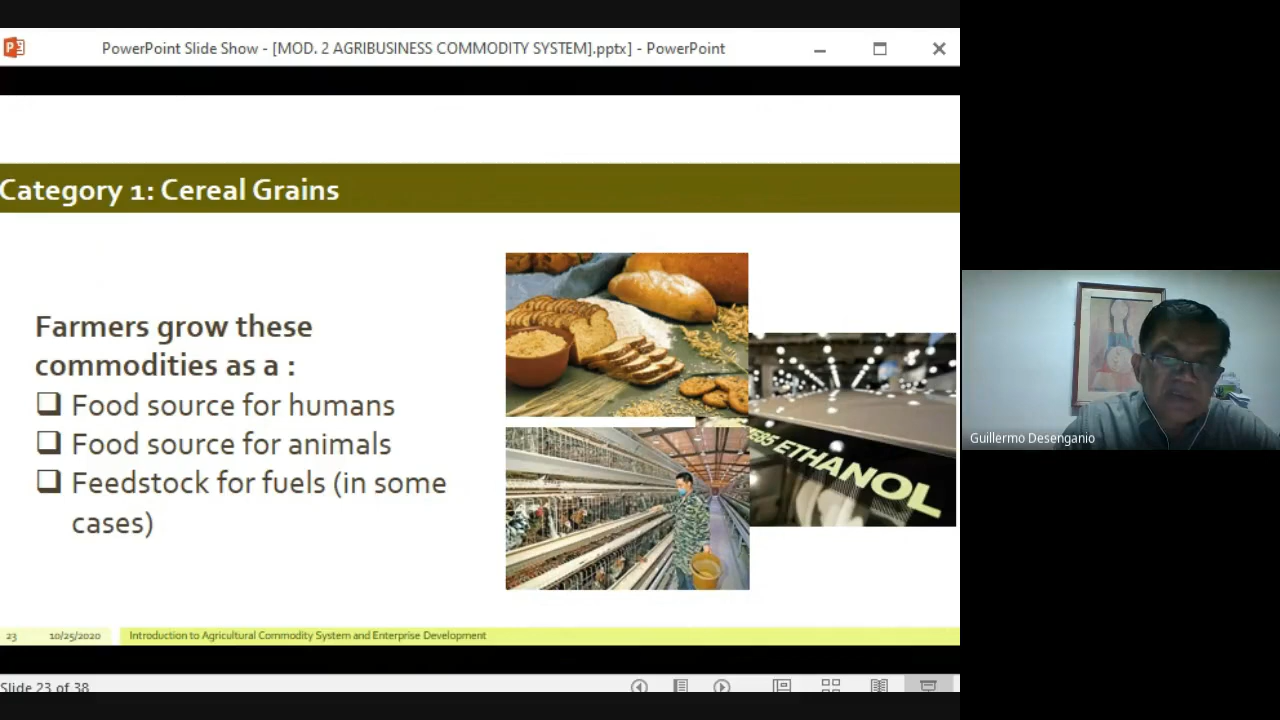 PowerPoint Slide Show - [MOD. 2 AGRIBUSINESS COMMODITY SYSTEM].pptx] - PowerPoint
Category 1: Cereal Grains
Farmers grow these
commodities as a :
Food source for humans
Food source for animals
Feedstock for fuels (in some
cases)
E85 ETHANOL
Guillermo Desenganio
23 10/25/2020 Introduction to Agricultural Commodity System and Enterprise Development
Slide 23 of 38